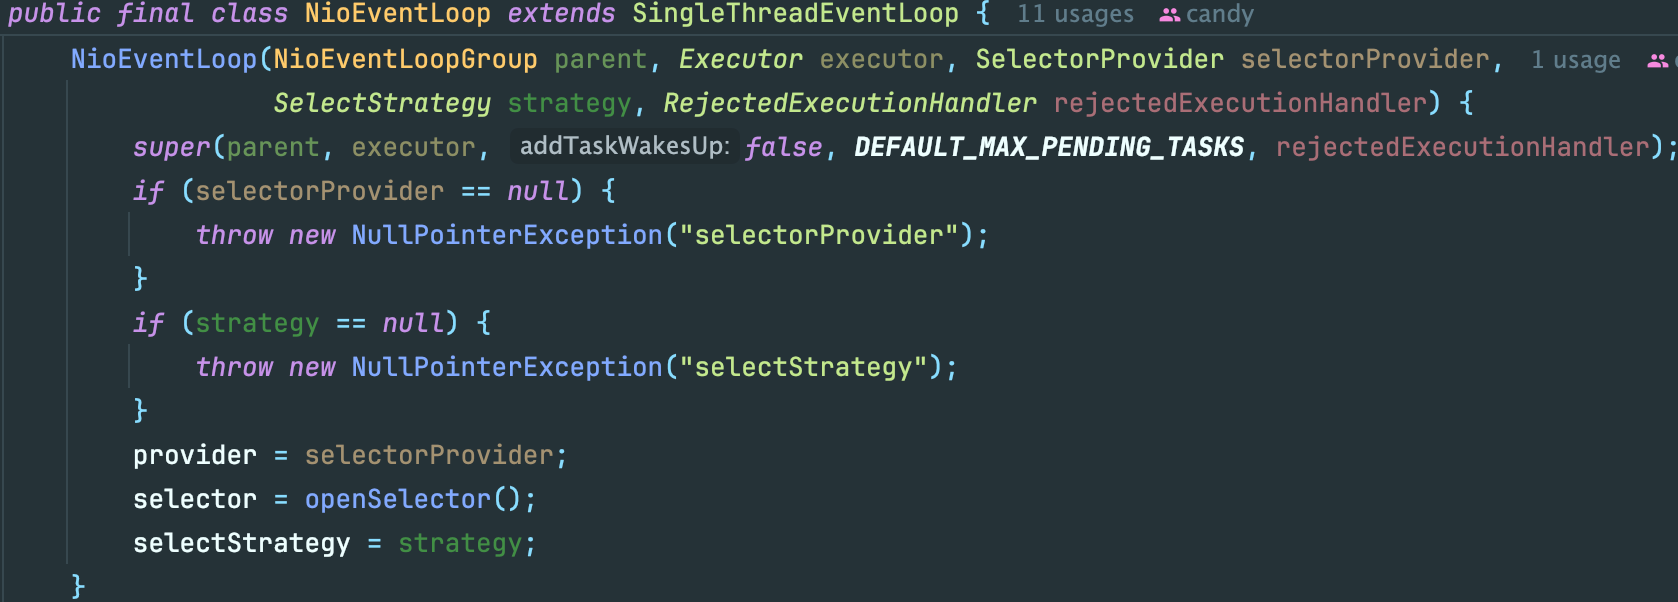 public final class NioEventLoop extends SingleThreadEventLoop { 11 usages candy
NioEventLoop(NioEventLoopGroup parent, Executor executor, SelectorProvider selectorProvider, 1 usage
SelectStrategy strategy, RejectedExecutionHandler rejectedExecutionHandler) {
super(parent, executor, addTaskWakesUp: false, DEFAULT_MAX_PENDING_TASKS, rejectedExecutionHandler);
if (selectorProvider == null) {
throw new NullPointerException("selectorProvider");
}
if (strategy == null) {
throw new NullPointerException("selectStrategy");
}
provider = selectorProvider;
selector = openSelector();
selectStrategy = strategy;
}